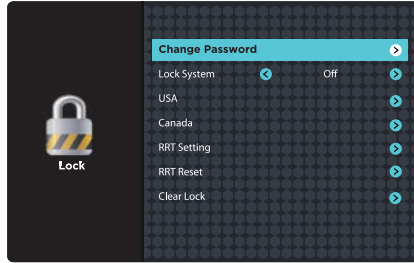 Lock
Change Password
Lock System Off
USA
Canada
RRT Setting
RRT Reset
Clear Lock